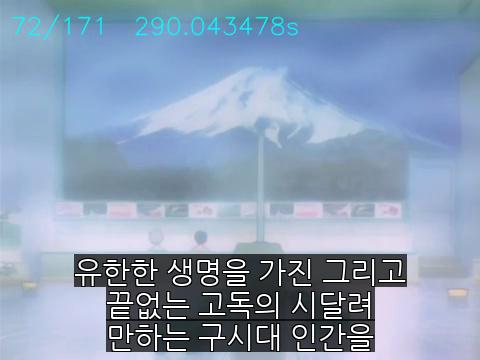 72/171 290.043478s
유한한 생명을 가진 그리고
끝없는 고독의 시달려
만하는 구시대 인간을